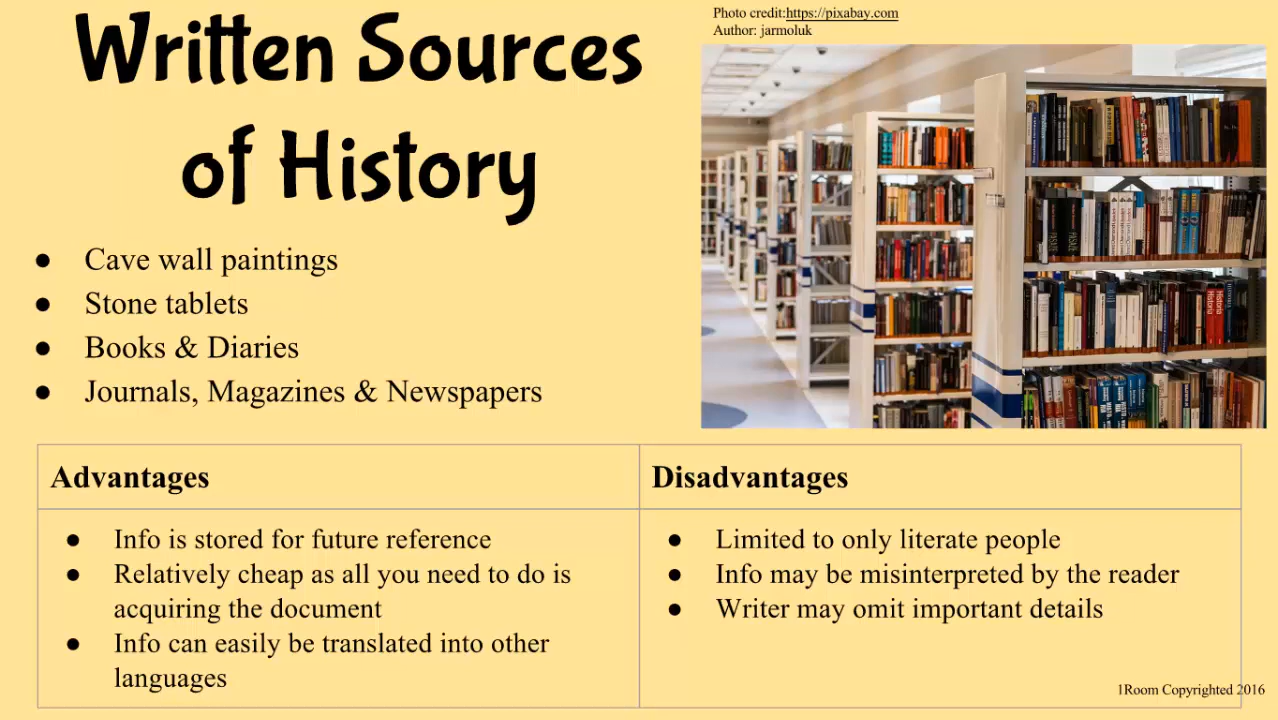 Written Sources
of History
Photo credit:https://pixabay.com
Author: jarmoluk
● Cave wall paintings
● Stone tablets
● Books & Diaries
● Journals, Magazines & Newspapers
Historia
Historia
Advantages
● Info is stored for future reference
● Relatively cheap as all you need to do is
acquiring the document
● Info can easily be translated into other
languages
Disadvantages
● Limited to only literate people
● Info may be misinterpreted by the reader
● Writer may omit important details
1Room Copyrighted 2016